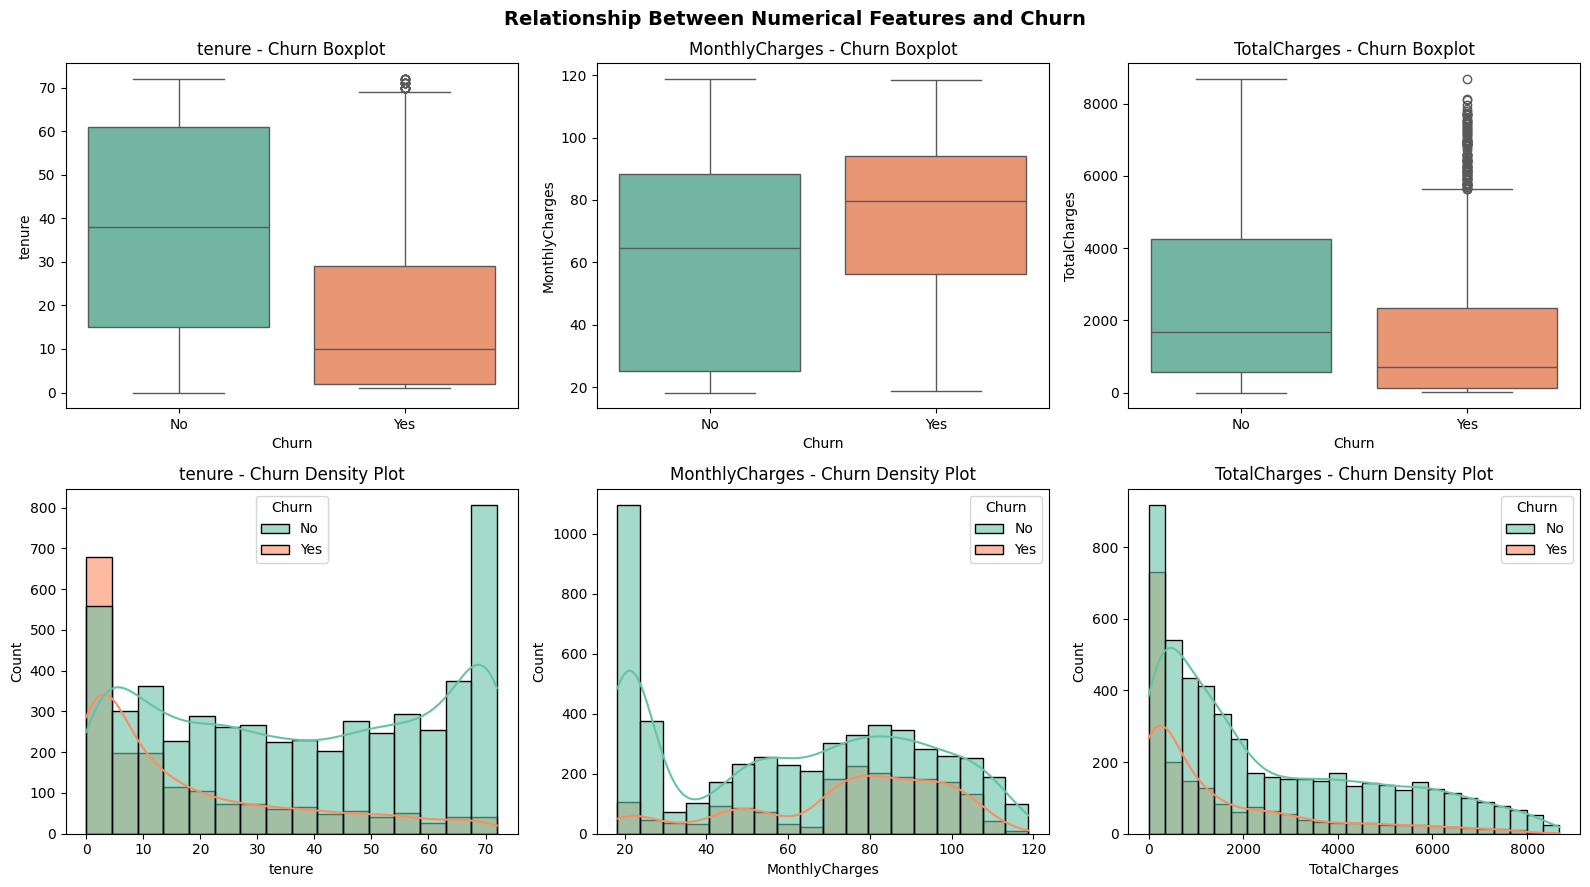 Relationship Between Numerical Features and Churn
tenure - Churn Boxplot
tenure
70
60
50
40
30
20
10
0
No
Yes
Churn
MonthlyCharges - Churn Boxplot
MonthlyCharges
120
100
80
60
40
20
No
Yes
Churn
TotalCharges - Churn Boxplot
TotalCharges
8000
6000
4000
2000
0
No
Yes
Churn
tenure - Churn Density Plot
Count
800
700
600
500
400
300
200
100
0
Churn
No
Yes
0 10 20 30 40 50 60 70
tenure
MonthlyCharges - Churn Density Plot
Count
1000
800
600
400
200
0
Churn
No
Yes
20 40 60 80 100 120
MonthlyCharges
TotalCharges - Churn Density Plot
Count
800
600
400
200
0
Churn
No
Yes
0 2000 4000 6000 8000
TotalCharges